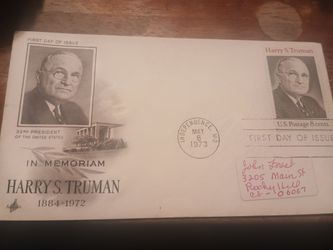 FIRST DAY OF ISSUE
33RD PRESIDENT
OF THE UNITED STATES
IN MEMORIAM
HARRY S. TRUMAN
1884-1972
INDEPENDENCE, MO
MAY
8
1973
Harry S. Truman
U.S. Postage 8 cents
FIRST DAY OF ISSUE
John
3205 Main St
Rocky Hill
Ct - 06067